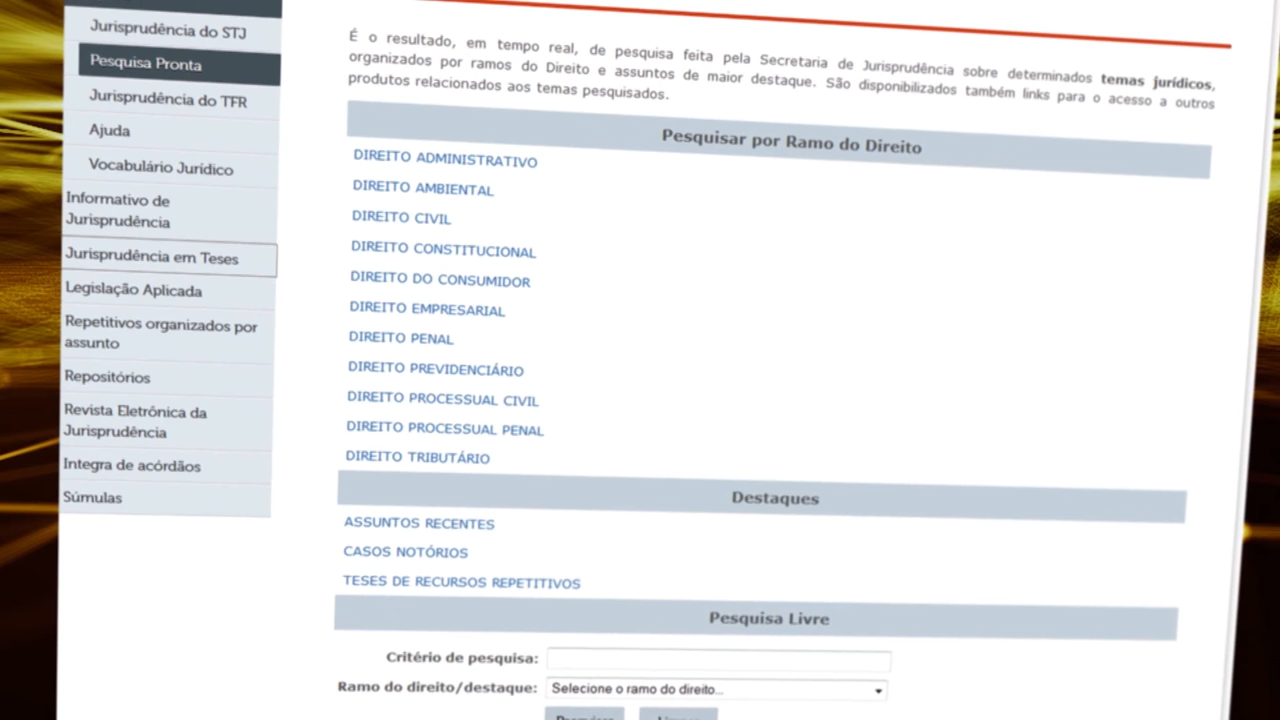 Jurisprudência do STJ
Pesquisa Pronta
Jurisprudência do TFR
Ajuda
Vocabulário Jurídico
Informativo de
Jurisprudência
Jurisprudência em Teses
Legislação Aplicada
Repetitivos organizados por
assunto
Repositórios
Revista Eletrônica da
Jurisprudência
Integra de acórdãos
Súmulas
É o resultado, em tempo real, de pesquisa feita pela Secretaria de Jurisprudência sobre determinados temas jurídicos,
organizados por ramos do Direito e assuntos de maior destaque. São disponibilizados também links para o acesso a outros
produtos relacionados aos temas pesquisados.
Pesquisar por Ramo do Direito
DIREITO ADMINISTRATIVO
DIREITO AMBIENTAL
DIREITO CIVIL
DIREITO CONSTITUCIONAL
DIREITO DO CONSUMIDOR
DIREITO EMPRESARIAL
DIREITO PENAL
DIREITO PREVIDENCIÁRIO
DIREITO PROCESSUAL CIVIL
DIREITO PROCESSUAL PENAL
DIREITO TRIBUTÁRIO
Destaques
ASSUNTOS RECENTES
CASOS NOTÓRIOS
TESES DE RECURSOS REPETITIVOS
Pesquisa Livre
Critério de pesquisa:
Ramo do direito/destaque: Selecione o ramo do direito...